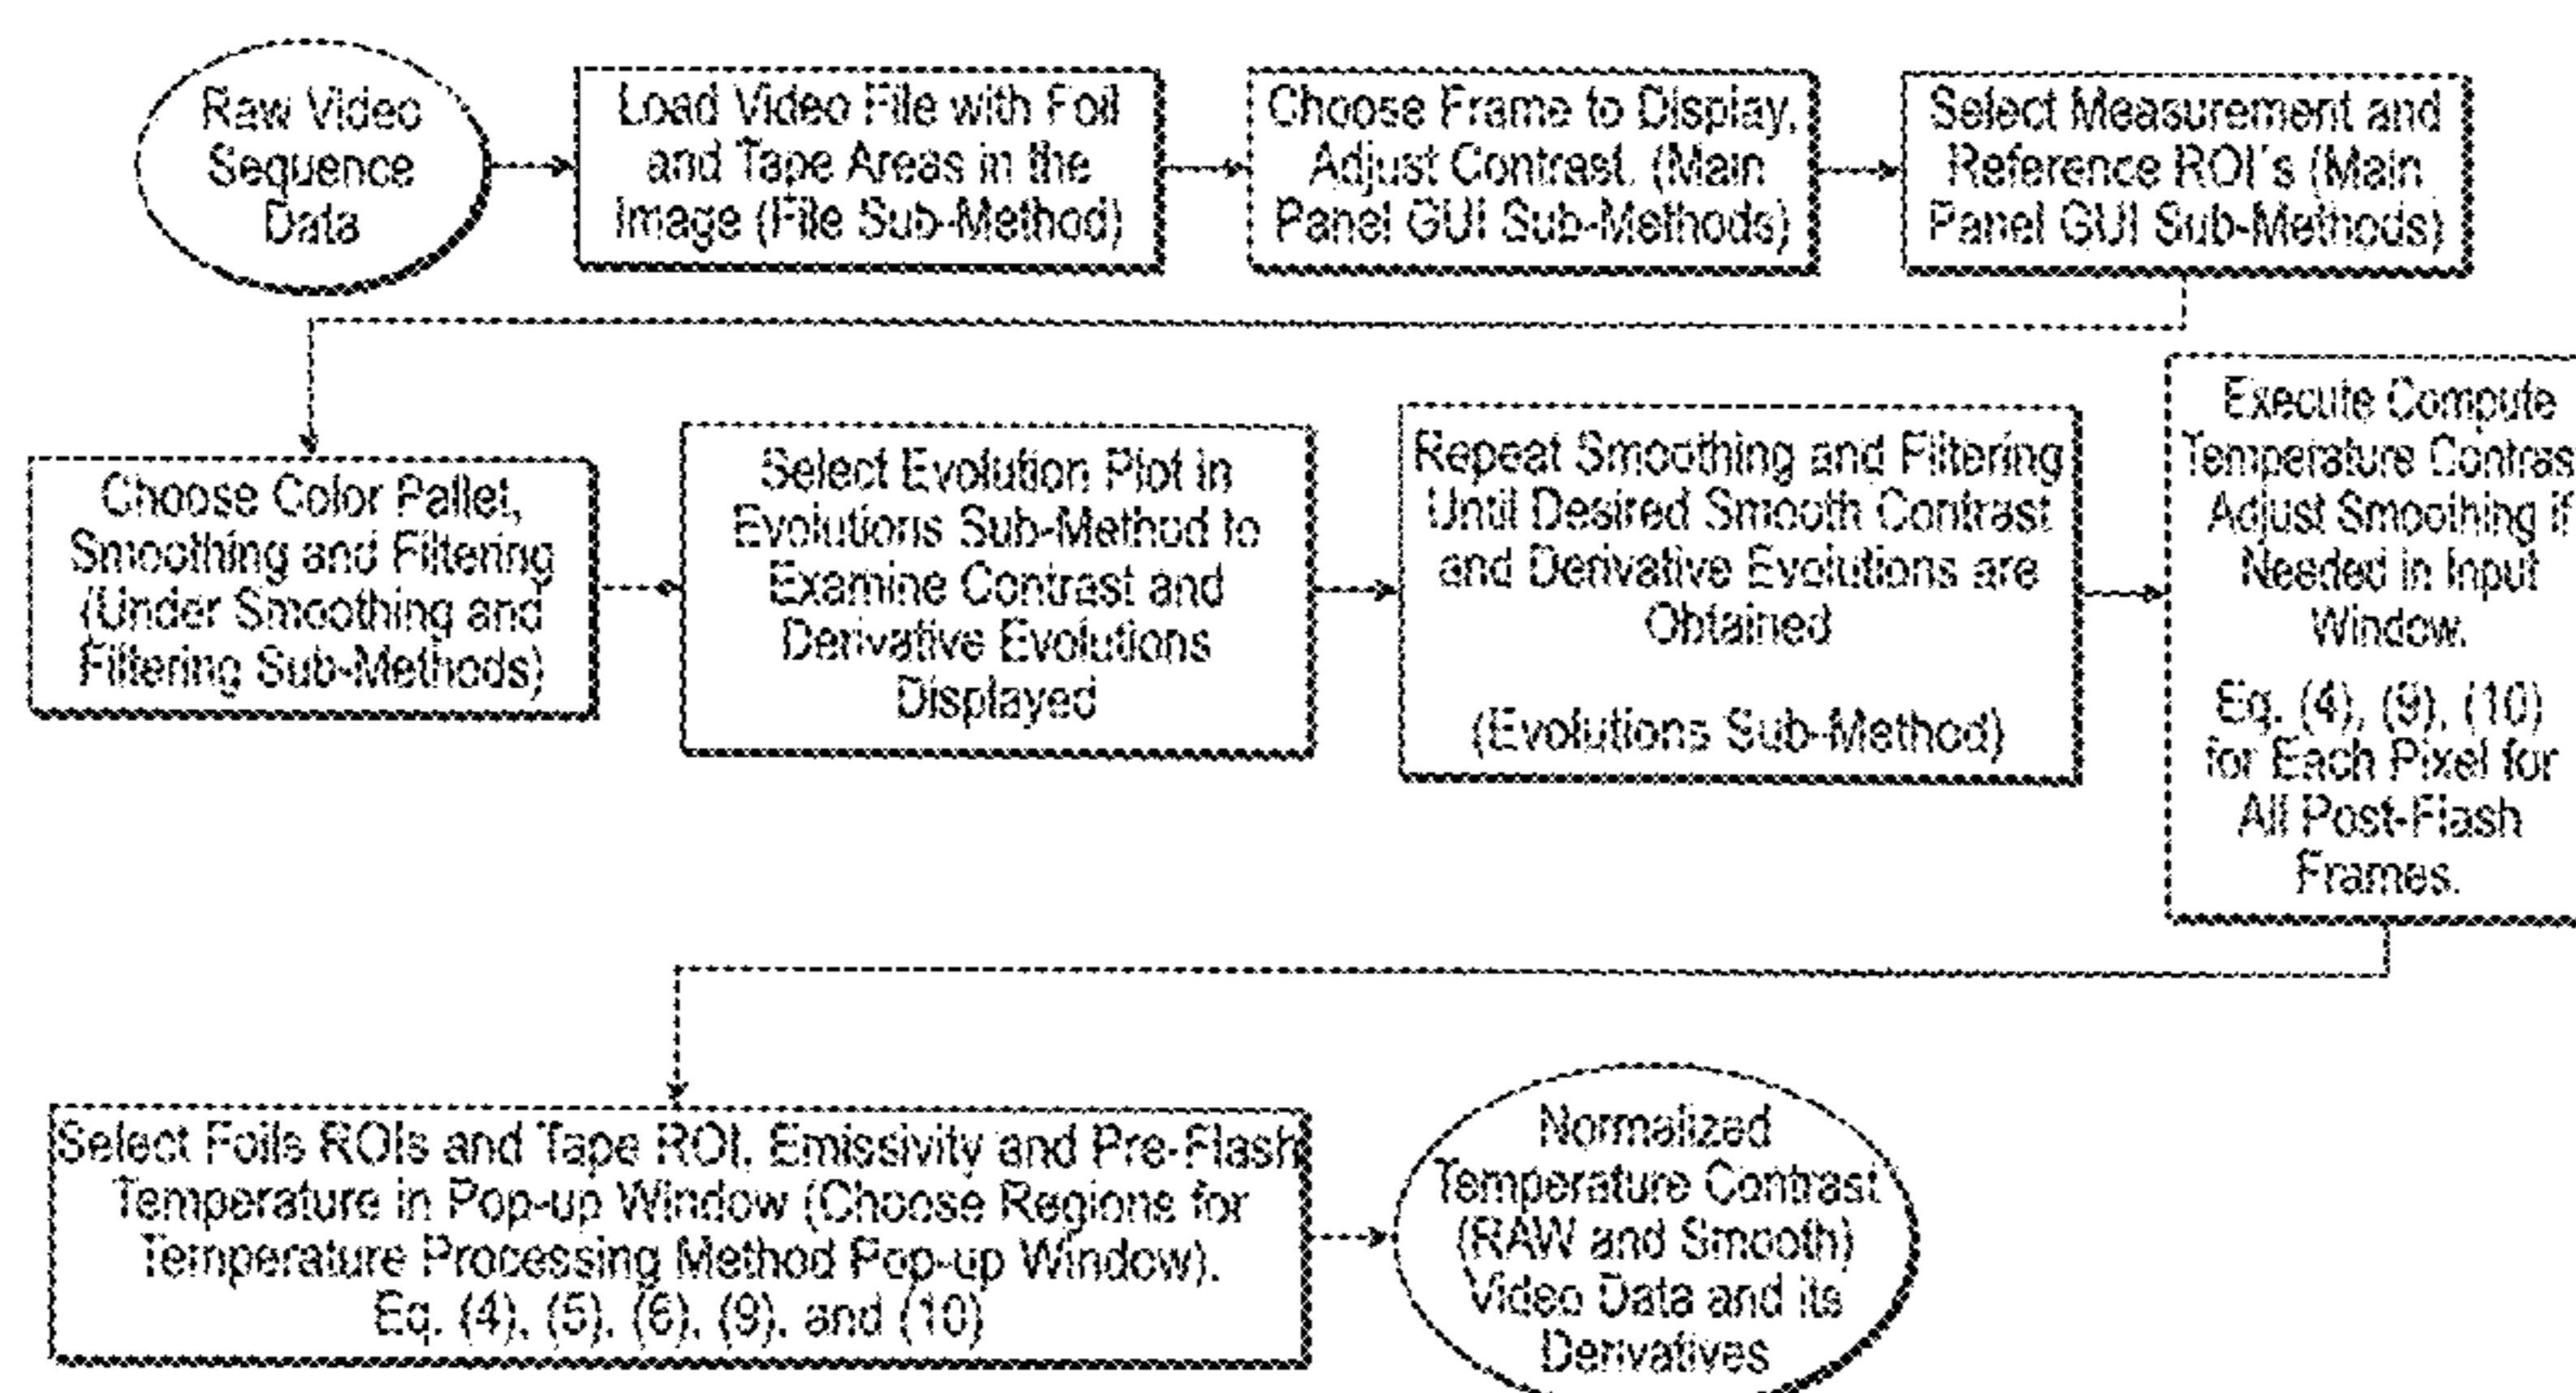 Raw Video
Sequence
Data
Load Video File with Foil
and Tape Areas in the
Image (File Sub-Method)
Choose Frame to Display,
Adjust Contrast. (Main
Panel GUI Sub-Methods)
Select Measurement and
Reference ROI's (Main
Panel GUI Sub-Methods)
Choose Color Pallet,
Smoothing and Filtering
(Under Smoothing and
Filtering Sub-Methods)
Select Evolution Plot in
Evolutions Sub-Method to
Examine Contrast and
Derivative Evolutions
Displayed
Repeat Smoothing and Filtering
Until Desired Smooth Contrast
and Derivative Evolutions are
Obtained
(Evolutions Sub-Method)
Execute Compute
Temperature Contras
Adjust Smoothing if
Needed in Input
Window.
Eq. (4), (9), (10)
for Each Pixel for
All Post-Flash
Frames.
Select Foils ROIs and Tape ROI, Emissivity and Pre-Flash
Temperature in Pop-up Window (Choose Regions for
Temperature Processing Method Pop-up Window).
Eq. (4), (5), (6), (9), and (10)
Normalized
Temperature Contrast
(RAW and Smooth)
Video Data and its
Derivatives